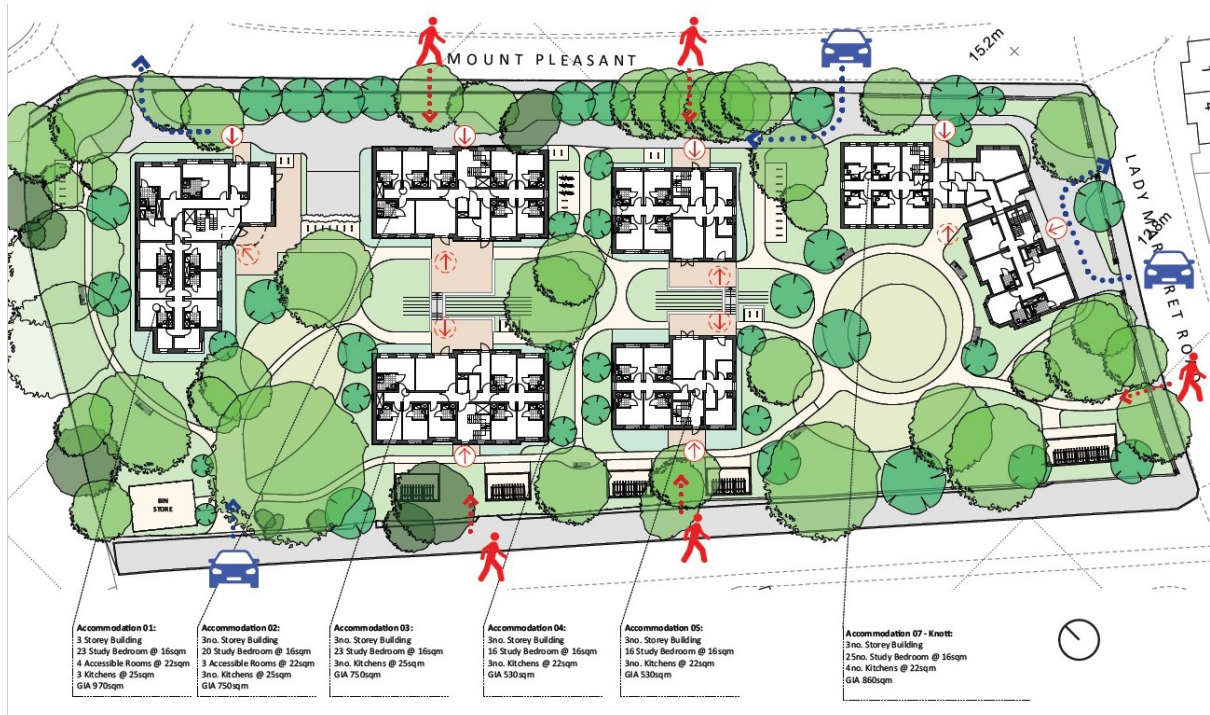 MOUNT PLEASANT
15.2m
LADY M
RET RO
12.8m
BIN
STORE
Accommodation 01:
3 Storey Building
23 Study Bedroom @ 16sqm
4 Accessible Rooms @ 22sqm
3 Kitchens @ 25sqm
GIA 970sqm
Accommodation 02:
3no. Storey Building
20 Study Bedroom @ 16sqm
3 Accessible Rooms @ 22sqm
3no. Kitchens @ 25sqm
GIA 750sqm
Accommodation 03:
3no. Storey Building
23 Study Bedroom @ 16sqm
3no. Kitchens @ 25sqm
GIA 750sqm
Accommodation 04:
3no. Storey Building
16 Study Bedroom @ 16sqm
3no. Kitchens @ 22sqm
GIA 530sqm
Accommodation 05:
3no. Storey Building
16 Study Bedroom @ 16sqm
3no. Kitchens @ 22sqm
GIA 530sqm
Accommodation 07 - Knott:
3no. Storey Building
25no. Study Bedroom @ 16sqm
4no. Kitchens @ 22sqm
GIA 860sqm